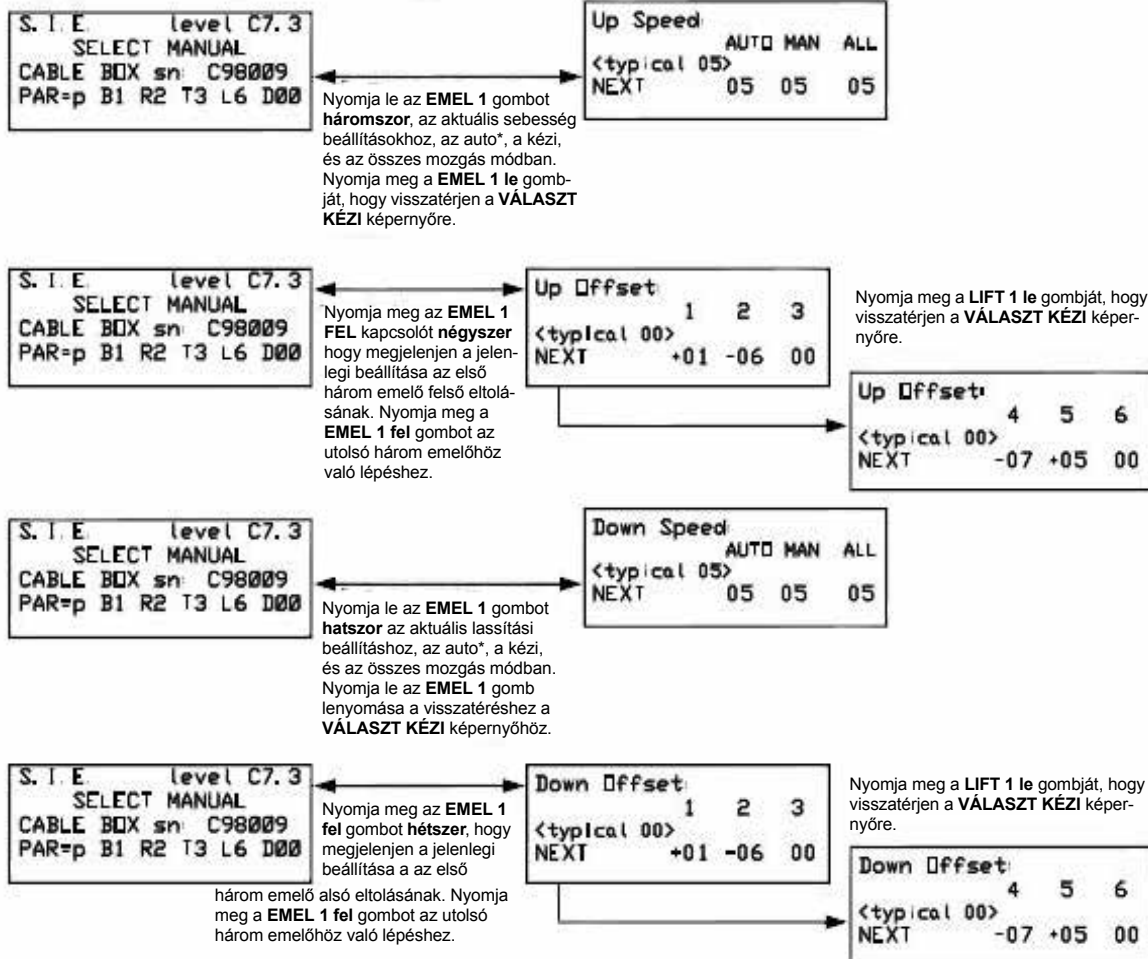 S. I. E. level C7.3
SELECT MANUAL
CABLE BOX sn: C98009
PAR=p B1 R2 T3 L6 D00
Nyomja le az EMEL 1 gombot
háromszor, az aktuális sebesség
beállításokhoz, az auto*, a kézi,
és az összes mozgás módban.
Nyomja meg a EMEL 1 le gomb-
ját, hogy visszatérjen a VÁLASZT
KÉZI képernyőre.
Up Speed:
AUTO MAN ALL
<typical 05>
NEXT 05 05 05
S. I. E. level C7.3
SELECT MANUAL
CABLE BOX sn: C98009
PAR=p B1 R2 T3 L6 D00
Nyomja meg az EMEL 1
FEL kapcsolót négyszer
hogy megjelenjen a jelen-
legi beállítása az első
három emelő felső eltolá-
sának. Nyomja meg a
EMEL 1 fel gombot az
utolsó három emelőhöz
való lépéshez.
Up Offset:
1 2 3
<typical 00>
NEXT +01 -06 00
Nyomja meg a LIFT 1 le gombját, hogy
visszatérjen a VÁLASZT KÉZI képer-
nyőre.
Up Offset:
4 5 6
<typical 00>
NEXT -07 +05 00
S. I. E. level C7.3
SELECT MANUAL
CABLE BOX sn: C98009
PAR=p B1 R2 T3 L6 D00
Nyomja le az EMEL 1 gombot
hatszor az aktuális lassítási
beállításhoz, az auto*, a kézi,
és az összes mozgás módban.
Nyomja le az EMEL 1 gomb
lenyomása a visszatéréshez a
VÁLASZT KÉZI képernyőhöz.
Down Speed:
AUTO MAN ALL
<typical 05>
NEXT 05 05 05
S. I. E. level C7.3
SELECT MANUAL
CABLE BOX sn: C98009
PAR=p B1 R2 T3 L6 D00
Nyomja meg az EMEL 1
fel gombot hétszer, hogy
megjelenjen a jelenlegi
beállítása a az első
három emelő alsó eltolásának. Nyomja
meg a EMEL 1 fel gombot az utolsó
három emelőhöz való lépéshez.
Down Offset:
1 2 3
<typical 00>
NEXT +01 -06 00
Nyomja meg a LIFT 1 le gombját, hogy
visszatérjen a VÁLASZT KÉZI képer-
nyőre.
Down Offset:
4 5 6
<typical 00>
NEXT -07 +05 00